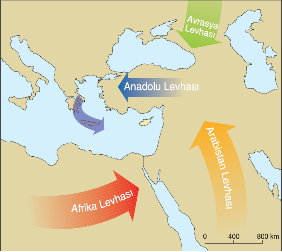 Avrasya
Levhası
Anadolu Levhası
Arabistan Levhası
Afrika Levhası
0 400 800 km